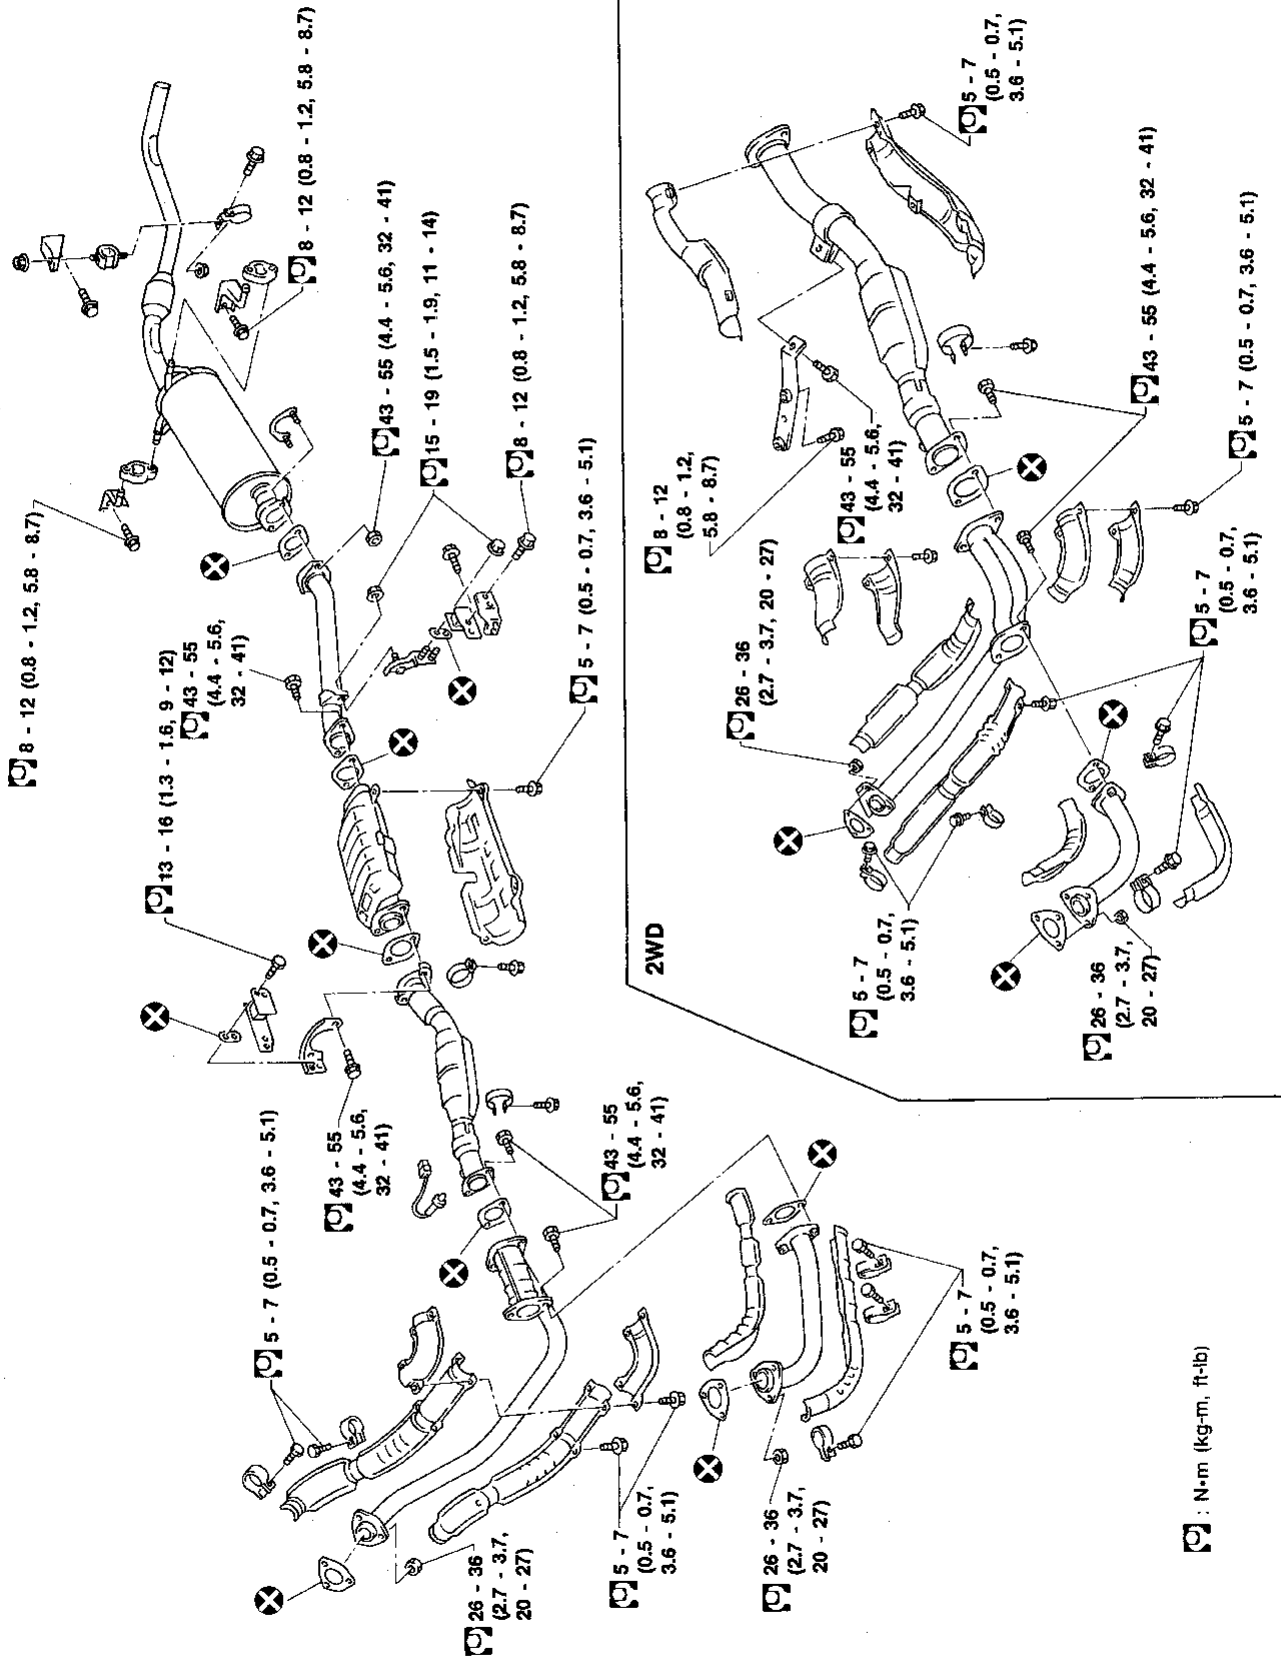 8 - 12 (0.8 - 1.2, 5.8 - 8.7)
8 - 12 (0.8 - 1.2, 5.8 - 8.7)
43 - 55 (4.4 - 5.6, 32 - 41)
15 - 19 (1.5 - 1.9, 11 - 14)
8 - 12 (0.8 - 1.2, 5.8 - 8.7)
5 - 7 (0.5 - 0.7, 3.6 - 5.1)
13 - 16 (1.3 - 1.6, 9 - 12)
43 - 55
(4.4 - 5.6,
32 - 41)
5 - 7 (0.5 - 0.7, 3.6 - 5.1)
43 - 55
(4.4 - 5.6,
32 - 41)
43 - 55
(4.4 - 5.6,
32 - 41)
26 - 36
(2.7 - 3.7,
20 - 27)
5 - 7
(0.5 - 0.7,
3.6 - 5.1)
26 - 36
(2.7 - 3.7,
20 - 27)
5 - 7
(0.5 - 0.7,
3.6 - 5.1)
2WD
5 - 7
(0.5 - 0.7,
3.6 - 5.1)
8 - 12
(0.8 - 1.2,
5.8 - 8.7)
43 - 55
(4.4 - 5.6,
32 - 41)
43 - 55 (4.4 - 5.6, 32 - 41)
26 - 36
(2.7 - 3.7, 20 - 27)
5 - 7 (0.5 - 0.7, 3.6 - 5.1)
5 - 7
(0.5 - 0.7,
3.6 - 5.1)
5 - 7
(0.5 - 0.7,
3.6 - 5.1)
26 - 36
(2.7 - 3.7,
20 - 27)
: N•m (kg-m, ft-lb)